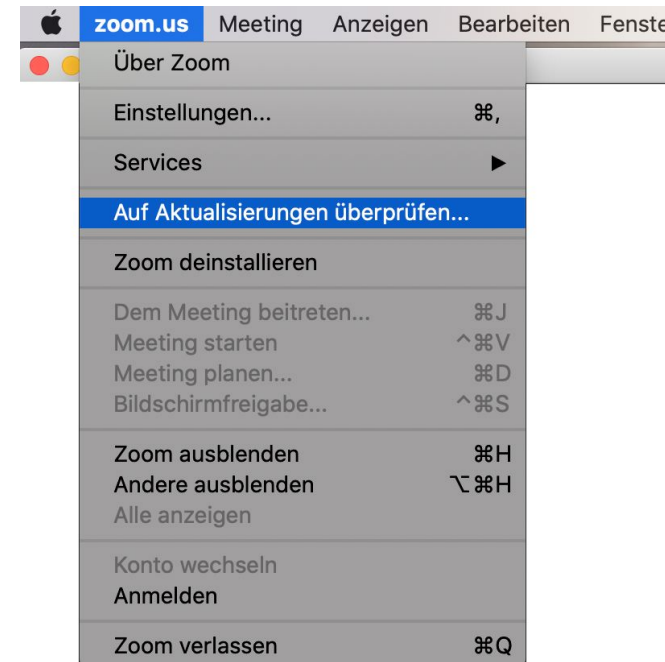 zoom.us Meeting Anzeigen Bearbeiten Fenste
Über Zoom
Einstellungen... ⌘,
Services ▶
Auf Aktualisierungen überprüfen...
Zoom deinstallieren
Dem Meeting beitreten... ⌘J
Meeting starten ^⌘V
Meeting planen... ⌘D
Bildschirmfreigabe... ^⌘S
Zoom ausblenden ⌘H
Andere ausblenden ⌥⌘H
Alle anzeigen
Konto wechseln
Anmelden
Zoom verlassen ⌘Q